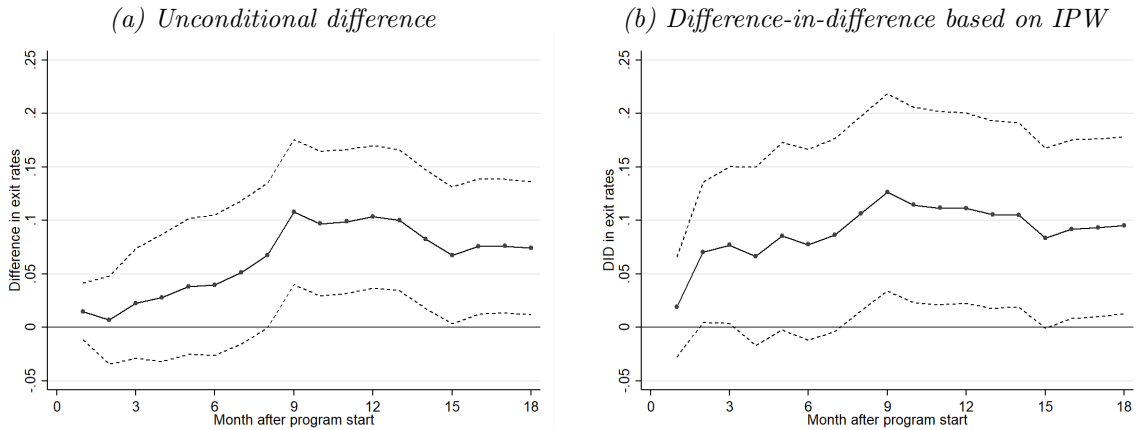 (a) Unconditional difference
Difference in exit rates
.25
.2
.15
.1
.05
0
-.05
0 3 6 9 12 15 18
Month after program start
(b) Difference-in-difference based on IPW
DID in exit rates
.25
.2
.15
.1
.05
0
-.05
0 3 6 9 12 15 18
Month after program start